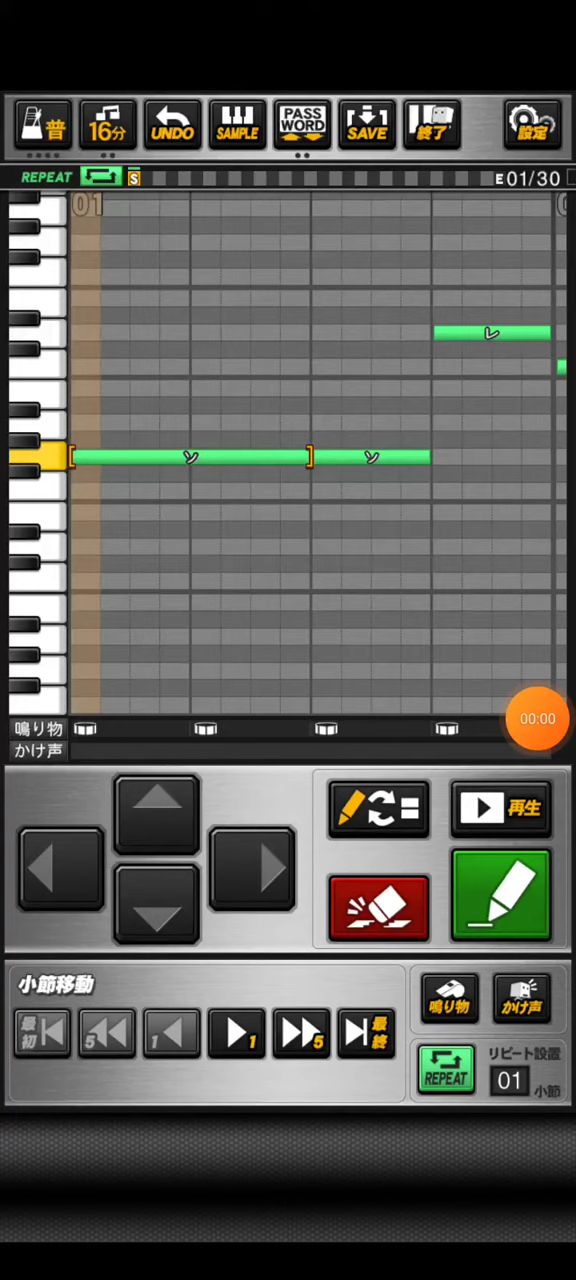 普 16分 UNDO SAMPLE PASS WORD SAVE 終了 設定
REPEAT S E 01/30
01
レ
ソ ソ
00:00
鳴り物
かけ声
再生
小節移動
最初 5 1 1 5 最終
鳴り物 かけ声
REPEAT リピート設置 01 小節